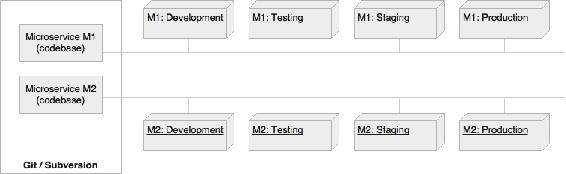 M1: Development
M1: Testing
M1: Staging
M1: Production
Microservice M1
(codebase)
Microservice M2
(codebase)
M2: Development
M2: Testing
M2: Staging
M2: Production
Git / Subversion